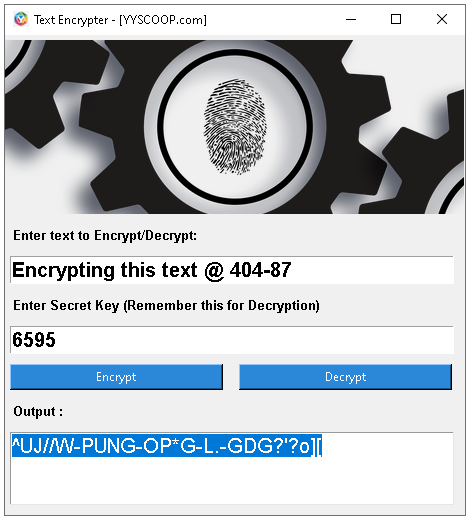 Text Encrypter - [YYSCOOP.com]
Enter text to Encrypt/Decrypt:
Encrypting this text @ 404-87
Enter Secret Key (Remember this for Decryption)
6595
Encrypt Decrypt
Output :
^UJ//W-PUNG-OP*G-L.-GDG?'?o][